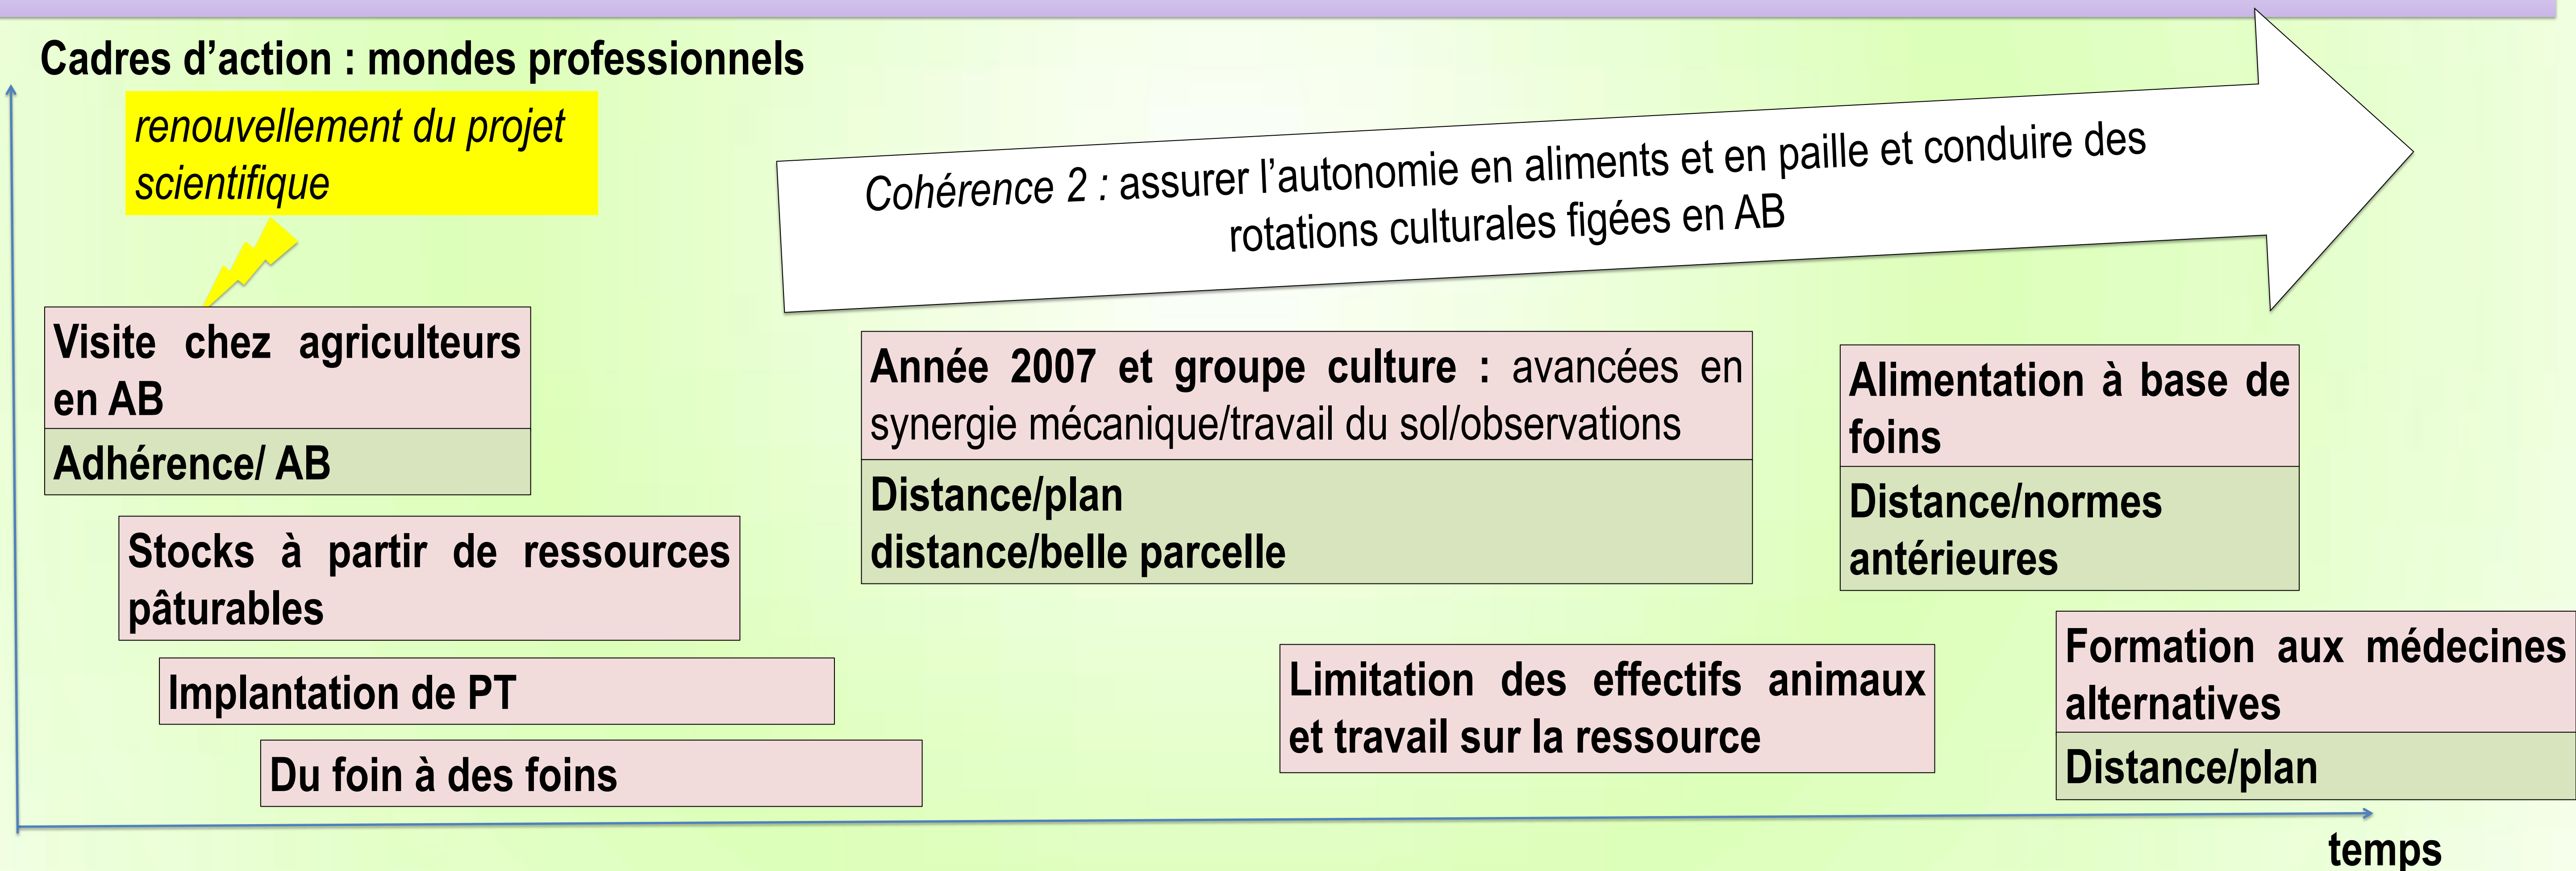 Cadres d’action : mondes professionnels
renouvellement du projet
scientifique
Cohérence 2 : assurer l’autonomie en aliments et en paille et conduire des
rotations culturales figées en AB
Visite chez agriculteurs
en AB
Adhérence/ AB
Stocks à partir de ressources
pâturables
Implantation de PT
Du foin à des foins
Année 2007 et groupe culture : avancées en
synergie mécanique/travail du sol/observations
Distance/plan
distance/belle parcelle
Limitation des effectifs animaux
et travail sur la ressource
Alimentation à base de
foins
Distance/normes
antérieures
Formation aux médecines
alternatives
Distance/plan
temps